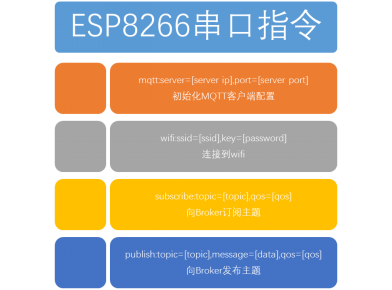 ESP8266串口指令
mqtt:server=[server ip],port=[server port]
初始化MQTT客户端配置
wifi:ssid=[ssid],key=[password]
连接到wifi
subscribe:topic=[topic],qos=[qos]
向Broker订阅主题
publish:topic=[topic],message=[data],qos=[qos]
向Broker发布主题